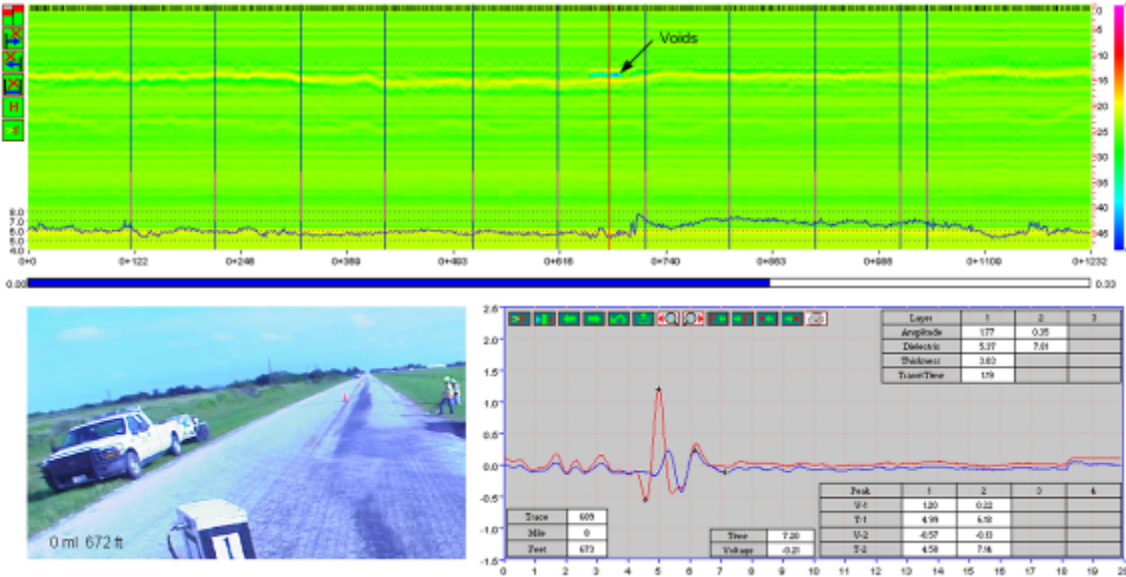 Voids
0
-5
-10
-15
-20
-25
-30
-40
-45
H
8.0
7.0
6.0
5.0
4.0
0+0 0+122 0+246 0+369 0+493 0+616 0+740 0+863 0+986 0+1109 0+1232
0.00 0.33
0 ml 672 ft
1
2.5
2.0
1.5
1.0
0.5
0.0
-0.5
-1.0
-1.5
Layer 1 2 3
Amplitude 1.77 0.35
Dielectric 5.37 7.01
Thickness
Transit Time 1.19
Peak 1 2 3 4
V-1 1.20 0.22
T-1 4.99 6.18
V-2 -0.57 -0.13
T-2 4.58 7.14
Trace 609
Mile 0
Feet 673
Time 7.20
Voltage -0.21
0 1 2 3 4 5 6 7 8 9 10 11 12 13 14 15 16 17 18 19